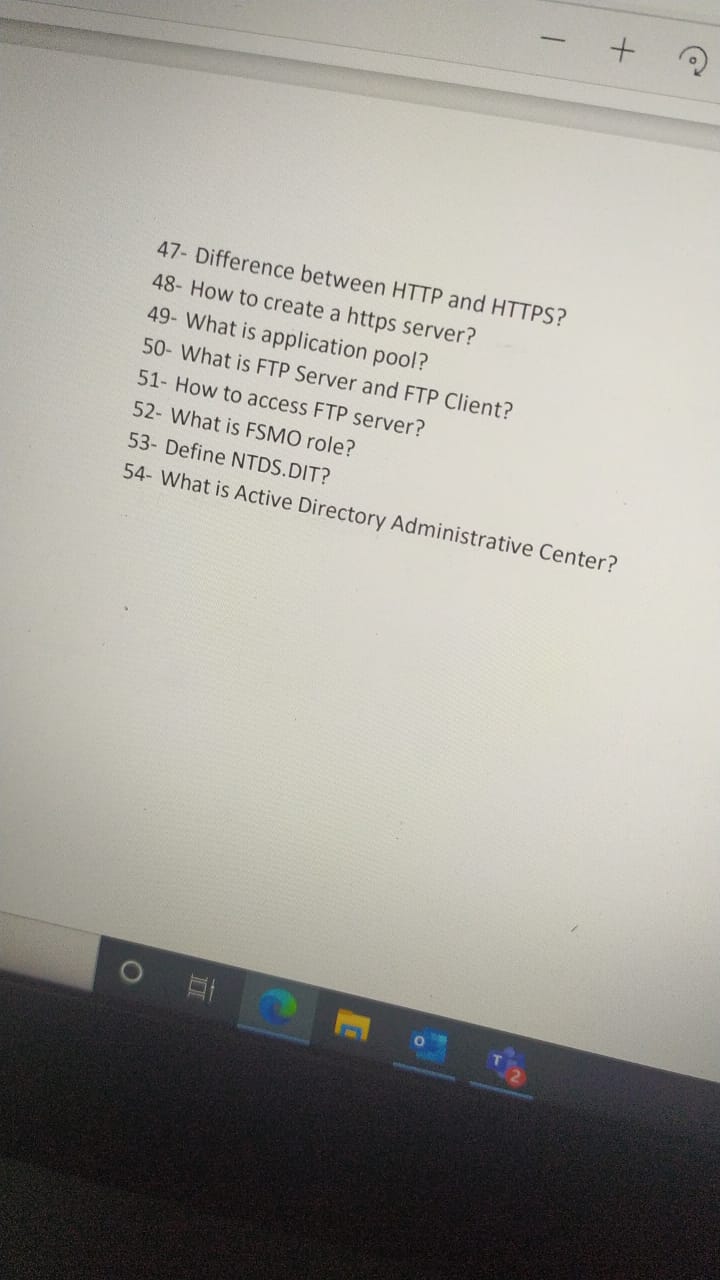 47- Difference between HTTP and HTTPS?
48- How to create a https server?
49- What is application pool?
50- What is FTP Server and FTP Client?
51- How to access FTP server?
52- What is FSMO role?
53- Define NTDS.DIT?
54- What is Active Directory Administrative Center?
O
T
2